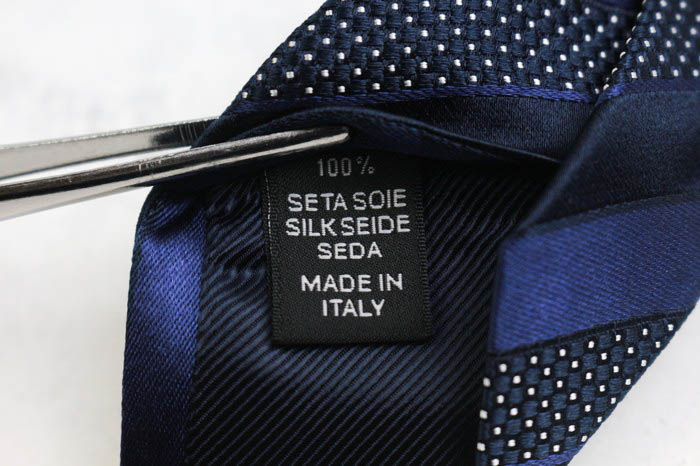 100%
SETA SOIE
SILK SEIDE
SEDA
MADE IN
ITALY